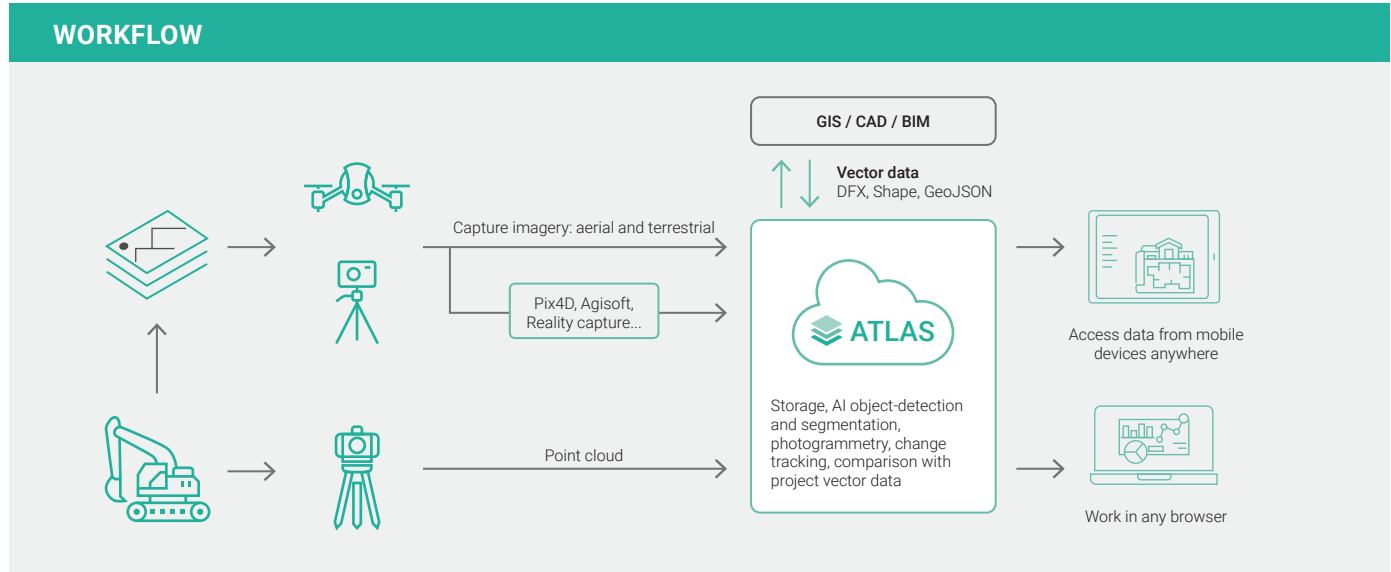 WORKFLOW
GIS / CAD / BIM
Vector data
DFX, Shape, GeoJSON
Capture imagery: aerial and terrestrial
Pix4D, Agisoft,
Reality capture...
ATLAS
Access data from mobile
devices anywhere
Storage, AI object-detection
and segmentation,
photogrammetry, change
tracking, comparison with
project vector data
Point cloud
Work in any browser